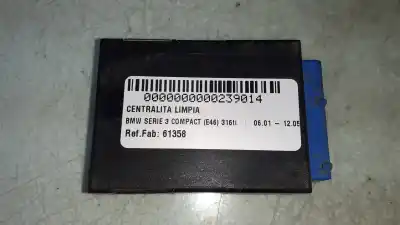 0000000000239014
CENTRALITA LIMPIA
BMW SERIE 3 COMPACT (E46) 316ti 06.01 - 12.05
Ref.Fab: 61358